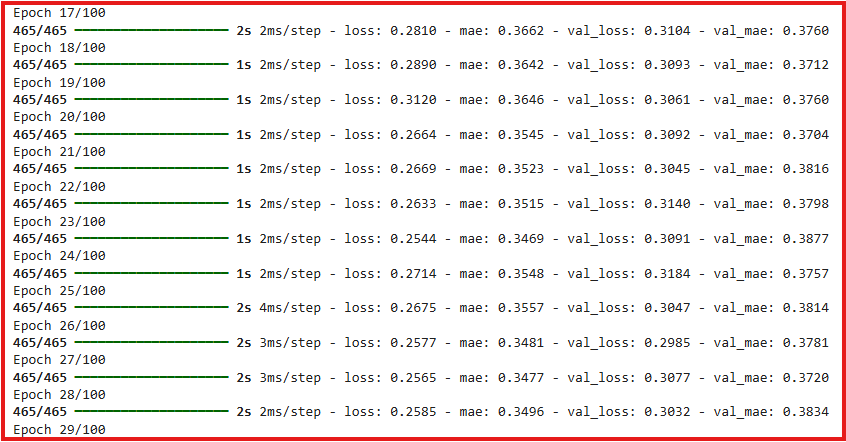 Epoch 17/100
465/465 ━━━━━━━━━━━━━━━━━━━━ 2s 2ms/step - loss: 0.2810 - mae: 0.3662 - val_loss: 0.3104 - val_mae: 0.3760
Epoch 18/100
465/465 ━━━━━━━━━━━━━━━━━━━━ 1s 2ms/step - loss: 0.2890 - mae: 0.3642 - val_loss: 0.3093 - val_mae: 0.3712
Epoch 19/100
465/465 ━━━━━━━━━━━━━━━━━━━━ 1s 2ms/step - loss: 0.3120 - mae: 0.3646 - val_loss: 0.3061 - val_mae: 0.3760
Epoch 20/100
465/465 ━━━━━━━━━━━━━━━━━━━━ 1s 2ms/step - loss: 0.2664 - mae: 0.3545 - val_loss: 0.3092 - val_mae: 0.3704
Epoch 21/100
465/465 ━━━━━━━━━━━━━━━━━━━━ 1s 2ms/step - loss: 0.2669 - mae: 0.3523 - val_loss: 0.3045 - val_mae: 0.3816
Epoch 22/100
465/465 ━━━━━━━━━━━━━━━━━━━━ 1s 2ms/step - loss: 0.2633 - mae: 0.3515 - val_loss: 0.3140 - val_mae: 0.3798
Epoch 23/100
465/465 ━━━━━━━━━━━━━━━━━━━━ 1s 2ms/step - loss: 0.2544 - mae: 0.3469 - val_loss: 0.3091 - val_mae: 0.3877
Epoch 24/100
465/465 ━━━━━━━━━━━━━━━━━━━━ 1s 2ms/step - loss: 0.2714 - mae: 0.3548 - val_loss: 0.3184 - val_mae: 0.3757
Epoch 25/100
465/465 ━━━━━━━━━━━━━━━━━━━━ 2s 4ms/step - loss: 0.2675 - mae: 0.3557 - val_loss: 0.3047 - val_mae: 0.3814
Epoch 26/100
465/465 ━━━━━━━━━━━━━━━━━━━━ 2s 3ms/step - loss: 0.2577 - mae: 0.3481 - val_loss: 0.2985 - val_mae: 0.3781
Epoch 27/100
465/465 ━━━━━━━━━━━━━━━━━━━━ 2s 3ms/step - loss: 0.2565 - mae: 0.3477 - val_loss: 0.3077 - val_mae: 0.3720
Epoch 28/100
465/465 ━━━━━━━━━━━━━━━━━━━━ 2s 2ms/step - loss: 0.2585 - mae: 0.3496 - val_loss: 0.3032 - val_mae: 0.3834
Epoch 29/100